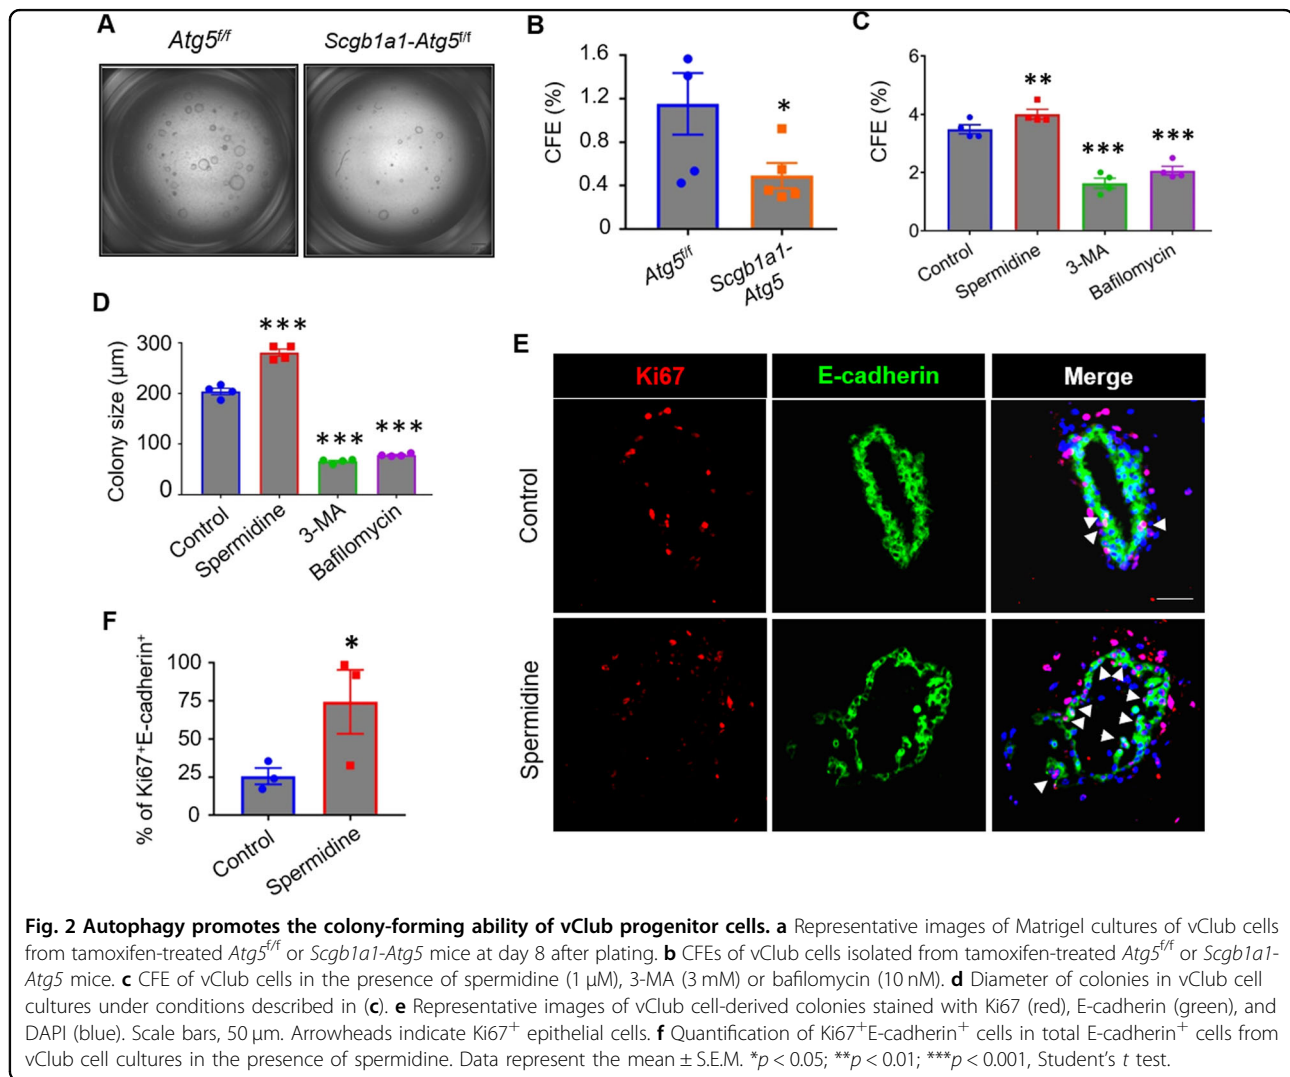 A
Atg5f/f
Scgb1a1-Atg5f/f
B
CFE (%)
1.6
1.2
0.8
0.4
0
*
Atg5f/f
Scgb1a1-
Atg5
C
CFE (%)
6
4
2
0
**
***
***
Control
Spermidine
3-MA
Bafilomycin
D
Colony size (µm)
300
200
100
0
***
***
***
Control
Spermidine
3-MA
Bafilomycin
E
Ki67
E-cadherin
Merge
Control
Spermidine
F
% of Ki67+E-cadherin+
100
75
50
25
0
*
Control
Spermidine
Fig. 2 Autophagy promotes the colony-forming ability of vClub progenitor cells. a Representative images of Matrigel cultures of vClub cells
from tamoxifen-treated Atg5f/f or Scgb1a1-Atg5 mice at day 8 after plating. b CFEs of vClub cells isolated from tamoxifen-treated Atg5f/f or Scgb1a1-
Atg5 mice. c CFE of vClub cells in the presence of spermidine (1 µM), 3-MA (3 mM) or bafilomycin (10 nM). d Diameter of colonies in vClub cell
cultures under conditions described in (c). e Representative images of vClub cell-derived colonies stained with Ki67 (red), E-cadherin (green), and
DAPI (blue). Scale bars, 50 µm. Arrowheads indicate Ki67+ epithelial cells. f Quantification of Ki67+E-cadherin+ cells in total E-cadherin+ cells from
vClub cell cultures in the presence of spermidine. Data represent the mean ± S.E.M. *p < 0.05; **p < 0.01; ***p < 0.001, Student's t test.